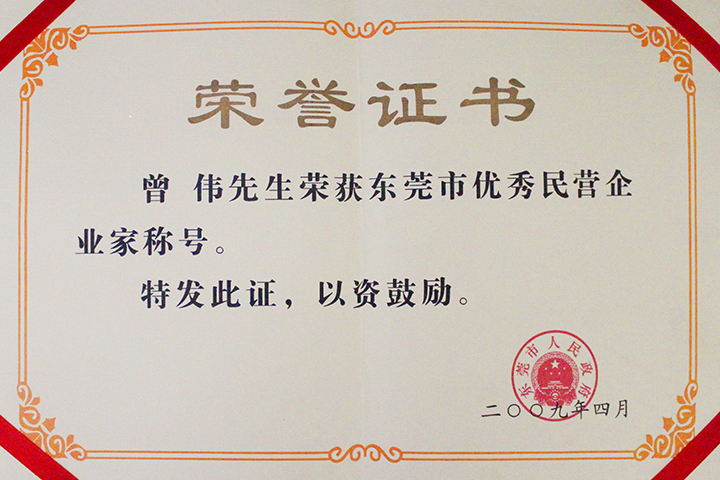 荣誉证书
曾 伟先生荣获东莞市优秀民营企
业家称号。
特发此证，以资鼓励。
东莞市人民政府
二〇〇九年四月